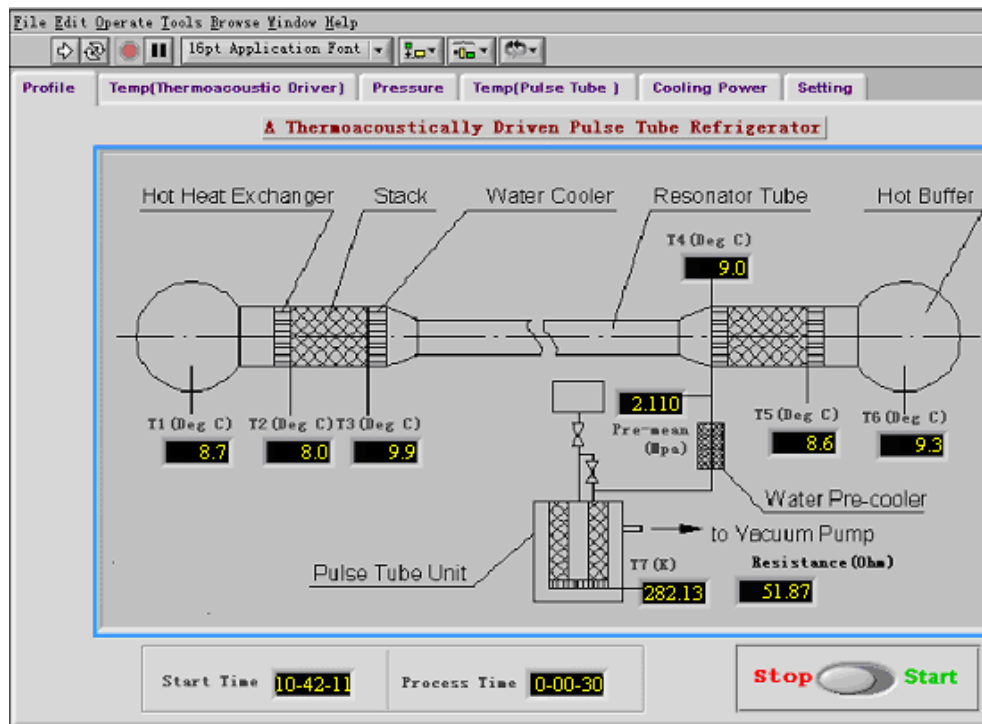 File Edit Operate Tools Browse Window Help
16pt Application Font
Profile Temp(Thermoacoustic Driver) Pressure Temp(Pulse Tube ) Cooling Power Setting
A Thermoacoustically Driven Pulse Tube Refrigerator
Hot Heat Exchanger Stack Water Cooler Resonator Tube Hot Buffer
T4(Deg C)
9.0
T1(Deg C) T2(Deg C) T3(Deg C) 2.110 T5(Deg C) T6(Deg C)
8.7 8.0 9.9 Pre-mean 8.6 9.3
(Mpa)
Water Pre-cooler
to Vacuum Pump
Pulse Tube Unit T7(K) Resistance(Ohm)
282.13 51.87
Start Time 10-42-11 Process Time 0-00-30 Stop Start